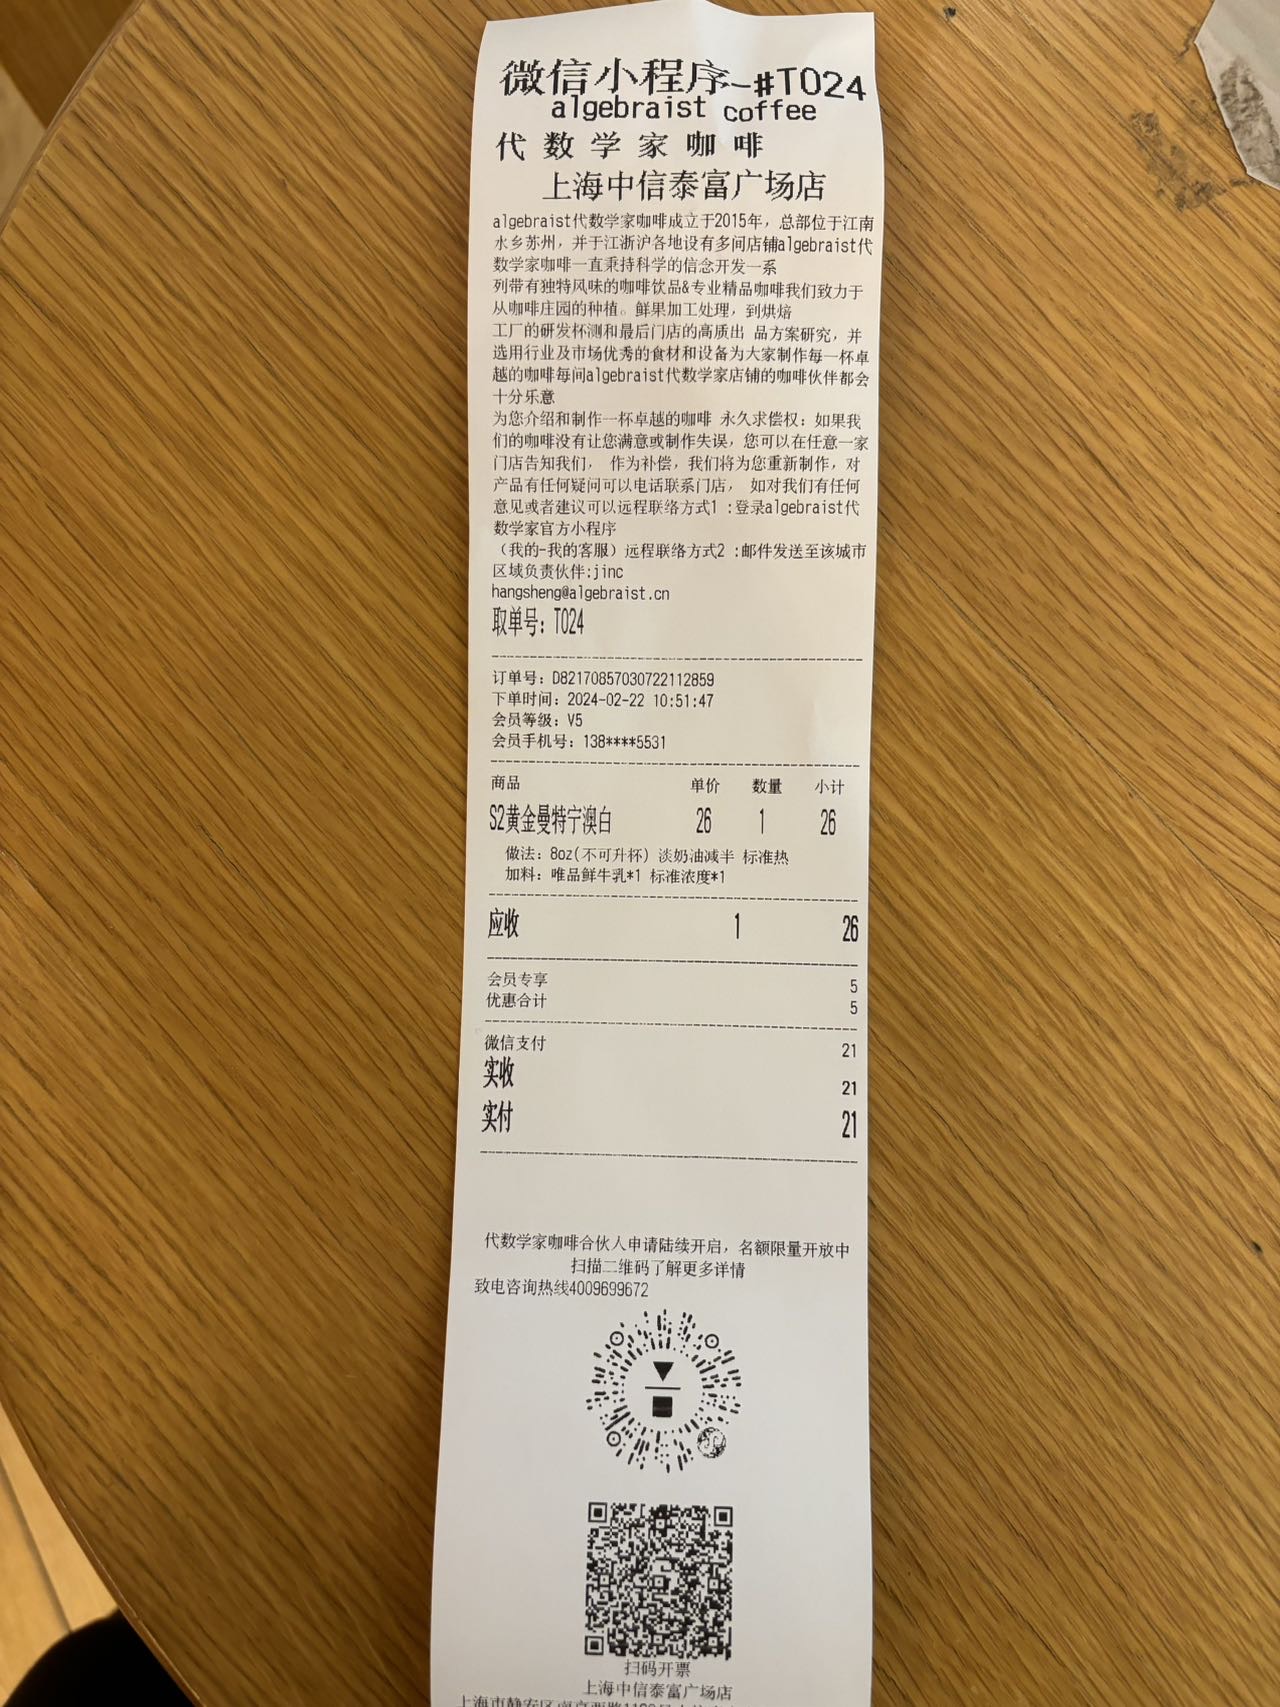 微信小程序-#T024
algebraist coffee
代数学家咖啡
上海中信泰富广场店
algebraist代数学家咖啡成立于2015年，总部位于江南
水乡苏州，并于江浙沪各地设有多间店铺algebraist代
数学家咖啡一直秉持科学的信念开发一系
列带有独特风味的咖啡饮品&专业精品咖啡我们致力于
从咖啡庄园的种植。鲜果加工处理，到烘焙
工厂的研发杯测和最后门店的高质出 品方案研究，并
选用行业及市场优秀的食材和设备为大家制作每一杯卓
越的咖啡每间algebraist代数学家店铺的咖啡伙伴都会
十分乐意
为您介绍和制作一杯卓越的咖啡 永久求偿权：如果我
们的咖啡没有让您满意或制作失误，您可以在任意一家
门店告知我们， 作为补偿，我们将为您重新制作，对
产品有任何疑问可以电话联系门店， 如对我们有任何
意见或者建议可以远程联络方式1 :登录algebraist代
数学家官方小程序
（我的-我的客服）远程联络方式2 :邮件发送至该城市
区域负责伙伴:jinc
hangsheng@algebraist.cn
取单号：T024
订单号：D82170857030722112859
下单时间：2024-02-22 10:51:47
会员等级：V5
会员手机号：138****5531
商品 单价 数量 小计
S2黄金曼特宁澳白 26 1 26
做法：8oz(不可升杯) 淡奶油减半 标准热
加料：唯品鲜牛乳*1 标准浓度*1
应收 1 26
会员专享 5
优惠合计 5
微信支付 21
实收 21
实付 21
代数学家咖啡合伙人申请陆续开启，名额限量开放中
扫描二维码了解更多详情
致电咨询热线4009699672
扫码开票
上海中信泰富广场店
上海市静安区南京西路1168号